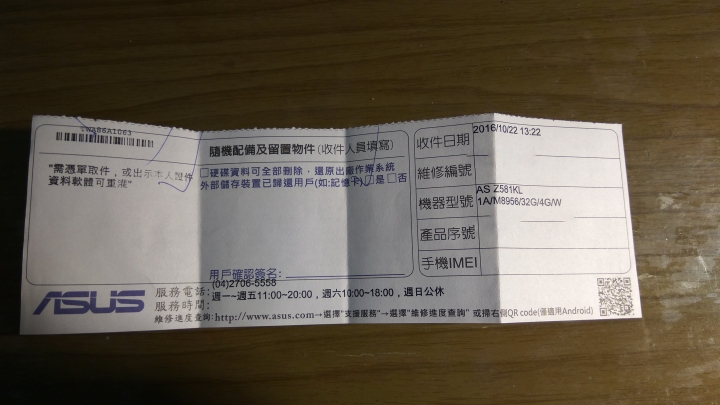 "需憑單取件，或出示本人證件
資料軟體可重灌"
隨機配備及留置物件(收件人員填寫)
□硬碟資料可全部刪除，還原出廠作業系統
外部儲存裝置已歸還用戶(如:記憶卡)□是□否
用戶確認簽名:
收件日期 2016/10/22 13:22
維修編號
機器型號 AS Z581KL
1A/M8956/32G/4G/W
產品序號
手機IMEI
ASUS
服務電話: (04)2706-5558
服務時間: 週一~週五11:00~20:00，週六10:00~18:00，週日公休
維修進度查詢:http://www.asus.com→選擇"支援服務"→選擇"維修進度查詢" 或掃右側QR code(僅適用Android)